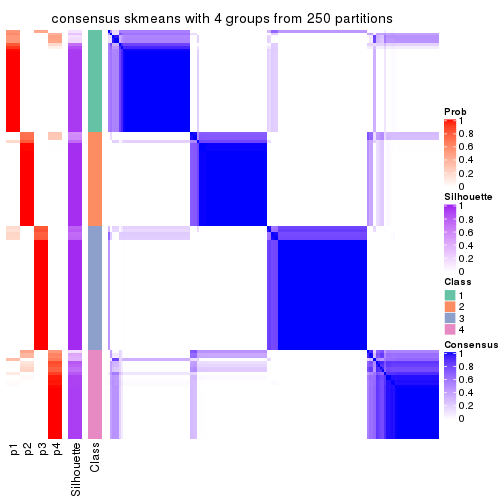 consensus skmeans with 4 groups from 250 partitions
p1
p2
p3
p4
Silhouette
Class
Prob
1
0.8
0.6
0.4
0.2
0
Silhouette
1
0.8
0.6
0.4
0.2
0
Class
1
2
3
4
Consensus
1
0.8
0.6
0.4
0.2
0